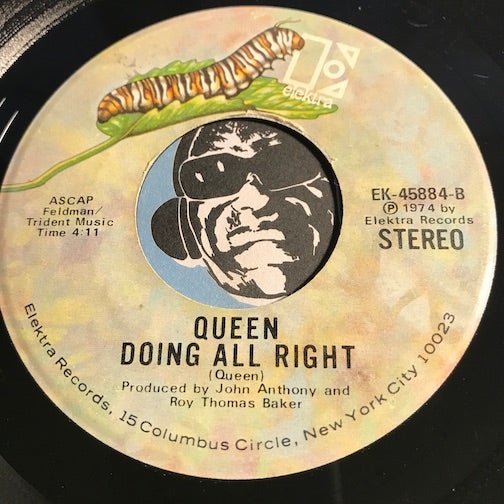 elektra
ASCAP
Feldman/
Trident Music
Time 4:11
EK-45884-B
Ⓟ 1974 by
Elektra Records
STEREO
QUEEN
DOING ALL RIGHT
(Queen)
Produced by John Anthony and
Roy Thomas Baker
Elektra Records, 15 Columbus Circle, New York City 10023